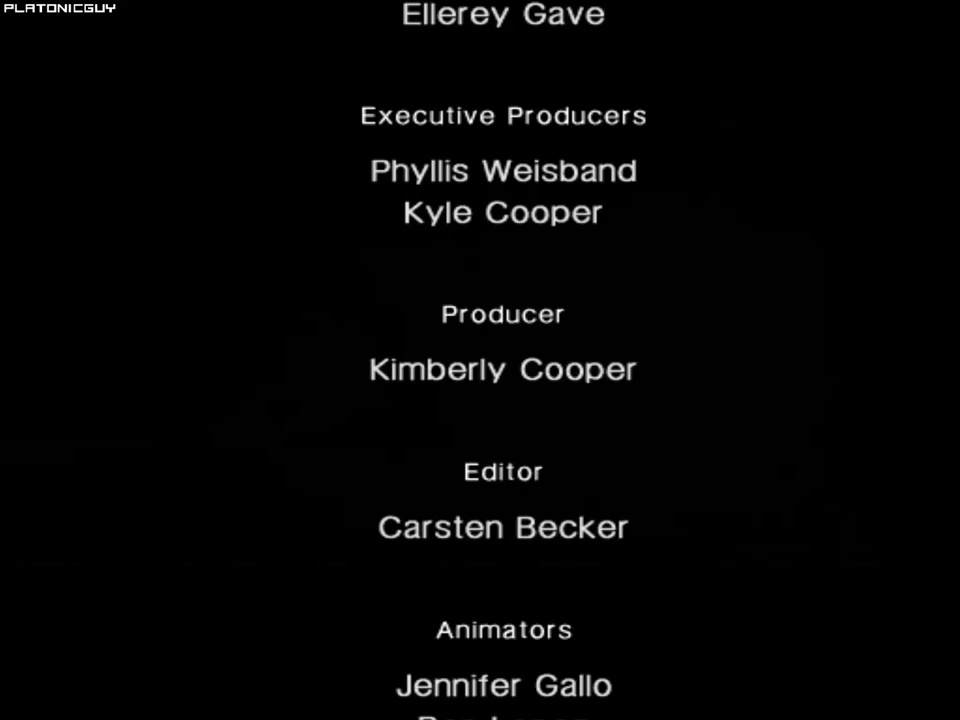 PLATONICGUY
Ellerey Gave
Executive Producers
Phyllis Weisband
Kyle Cooper
Producer
Kimberly Cooper
Editor
Carsten Becker
Animators
Jennifer Gallo